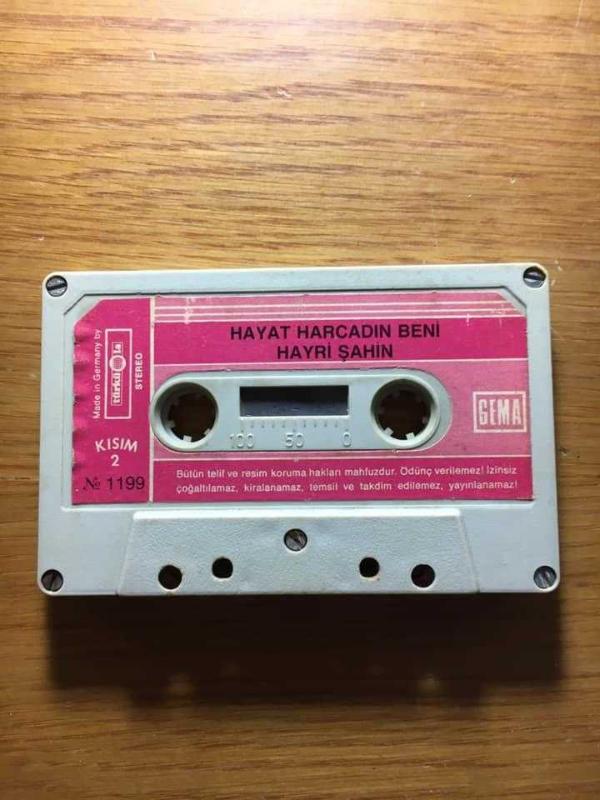 HAYAT HARCADIN BENİ
HAYRİ ŞAHİN
Made in Germany by
türküola
STEREO
KISIM
2
№ 1199
100 50 0
GEMA
Bütün telif ve resim koruma hakları mahfuzdur. Ödünç verilemez! İzinsiz
çoğaltılamaz, kiralanamaz, temsil ve takdim edilemez, yayınlanamaz!